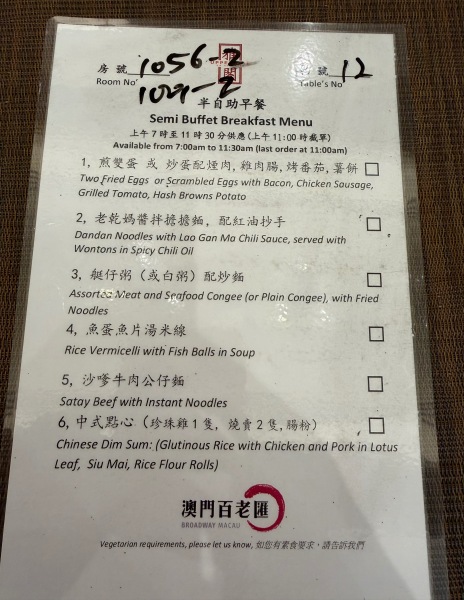 房 號 1056-2
Room No'
1021-2
號 12
Table's No
半自助早餐
Semi Buffet Breakfast Menu
上午 7 時至 11 時 30 分供應 (上午 11:00 時截單)
Available from 7:00am to 11:30am (last order at 11:00am)
1, 煎雙蛋 或 炒蛋配煙肉, 雞肉腸, 烤番茄, 薯餅
Two Fried Eggs or Scrambled Eggs with Bacon, Chicken Sausage,
Grilled Tomato, Hash Browns Potato
2, 老乾媽醬拌擔擔麵, 配紅油抄手
Dandan Noodles with Lao Gan Ma Chili Sauce, served with
Wontons in Spicy Chili Oil
3, 艇仔粥 (或白粥) 配炒麵
Assorted Meat and Seafood Congee (or Plain Congee), with Fried
Noodles
4, 魚蛋魚片湯米線
Rice Vermicelli with Fish Balls in Soup
5, 沙嗲牛肉公仔麵
Satay Beef with Instant Noodles
6, 中式點心 (珍珠雞 1 隻, 燒賣 2 隻, 腸粉)
Chinese Dim Sum: (Glutinous Rice with Chicken and Pork in Lotus
Leaf, Siu Mai, Rice Flour Rolls)
澳門百老匯
BROADWAY MACAU
Vegetarian requirements, please let us know, 如您有素食要求、請告訴我們